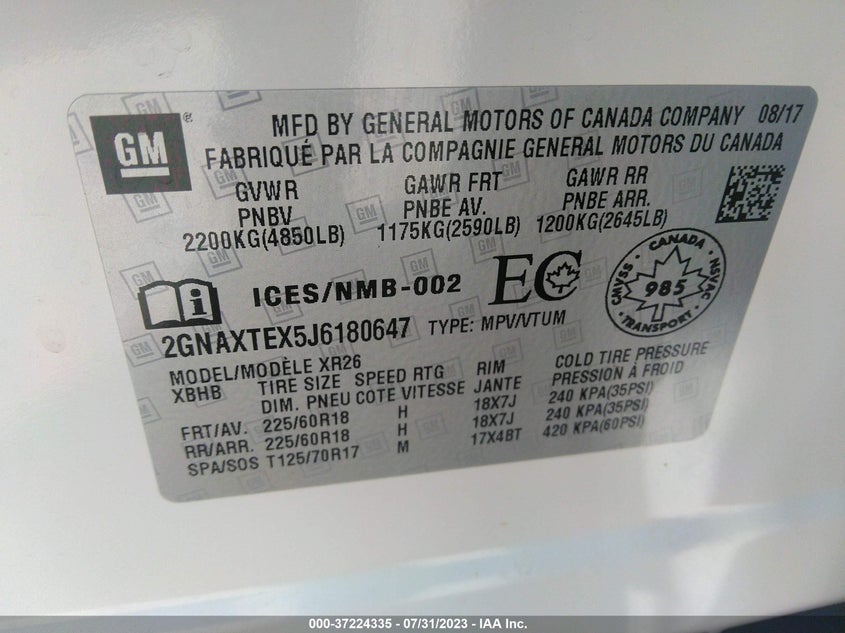 GM ® MFD BY GENERAL MOTORS OF CANADA COMPANY 08/17
FABRIQUÉ PAR LA COMPAGNIE GENERAL MOTORS DU CANADA
GVWR GAWR FRT GAWR RR
PNBV PNBE AV. PNBE ARR.
2200KG(4850LB) 1175KG(2590LB) 1200KG(2645LB)
i ICES/NMB-002 EC CANADA 985 TRANSPORT CMVSS NSVAC
2GNAXTEX5J6180647 TYPE: MPV/VTUM
MODEL/MODÈLE XR26
XBHB TIRE SIZE SPEED RTG RIM COLD TIRE PRESSURE
DIM. PNEU COTE VITESSE JANTE PRESSION À FROID
FRT/AV. 225/60R18 H 18X7J 240 KPA(35PSI)
RR/ARR. 225/60R18 H 18X7J 240 KPA(35PSI)
SPA/SOS T125/70R17 M 17X4BT 420 KPA(60PSI)
000-37224335 - 07/31/2023 - IAA Inc.